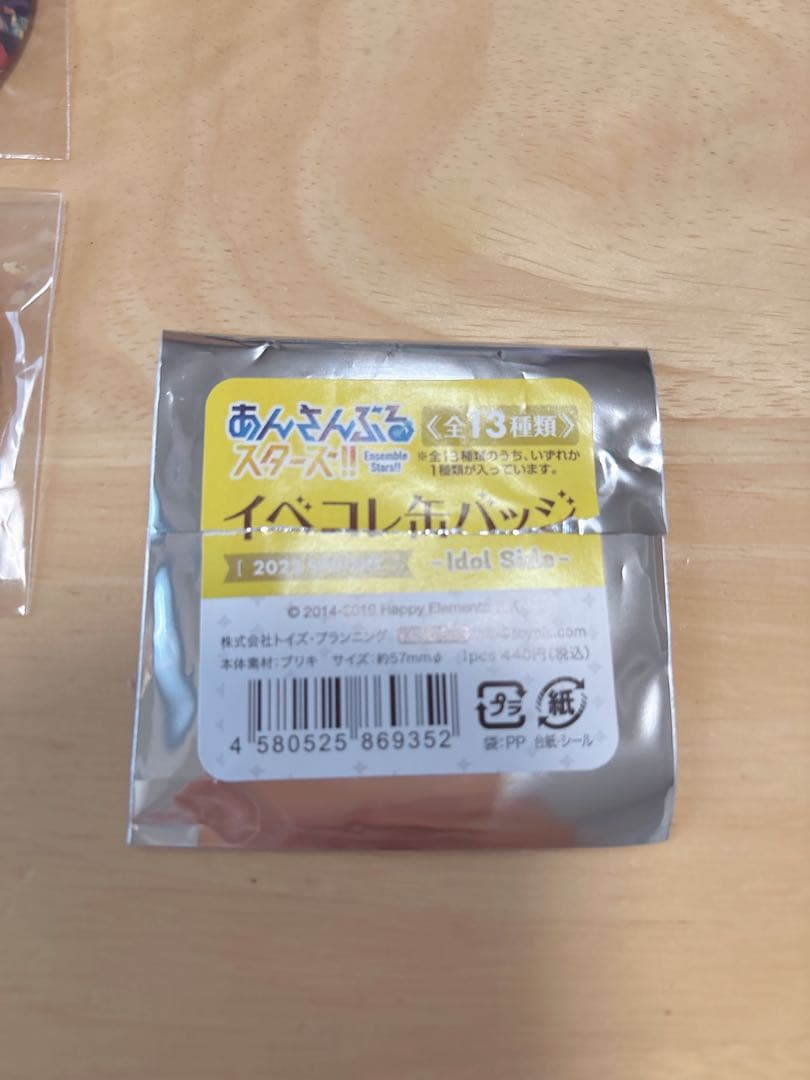 あんさんぶる
スターズ!! Ensemble Stars!!
《全13種類》
※全13種類のうち、いずれか
1種類が入っています。
イベコレ缶バッジ
-Idol Side-
© 2014-2019 Happy Elements
株式会社トイズ・プランニング
本体素材：ブリキ サイズ：約57mmφ 1pcs 440円(税込)
プラ 紙
4 580525 869352
袋：PP 台紙・シール